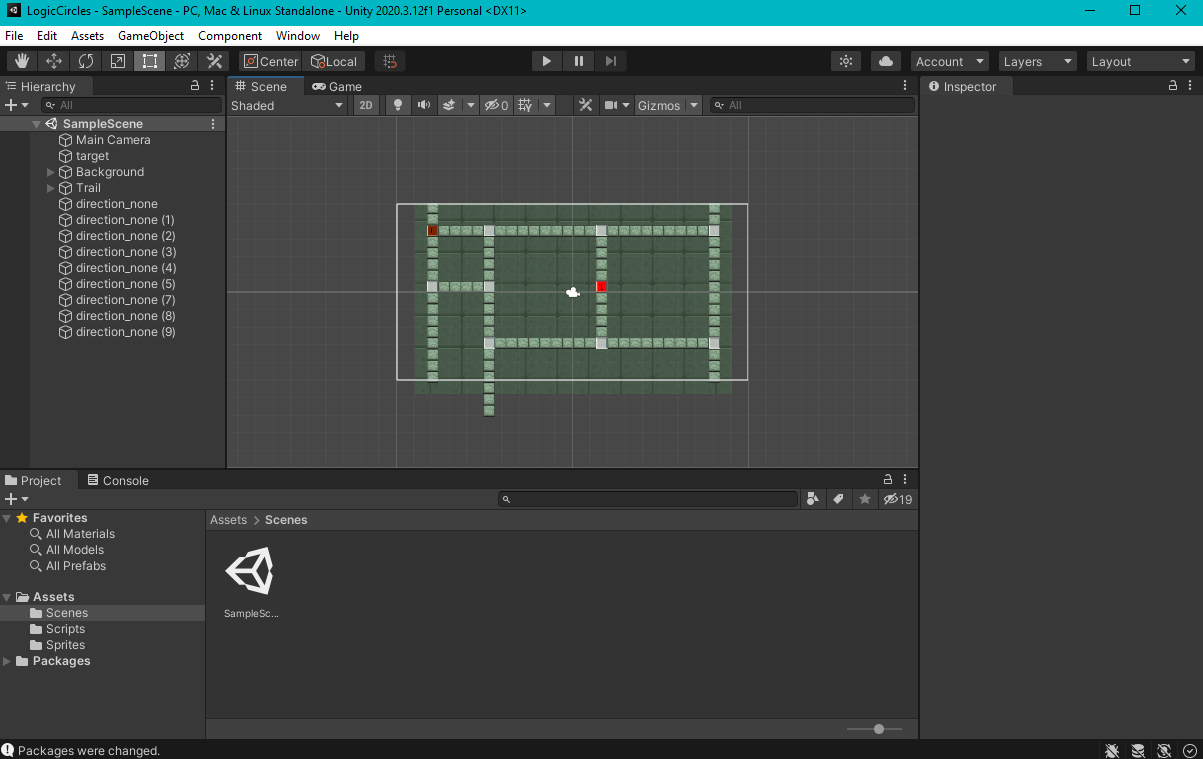 LogicCircles - SampleScene - PC, Mac & Linux Standalone - Unity 2020.3.12f1 Personal <DX11>
File Edit Assets GameObject Component Window Help
Center Local Account Layers Layout
Hierarchy
All
SampleScene
Main Camera
target
Background
Trail
direction_none
direction_none (1)
direction_none (2)
direction_none (3)
direction_none (4)
direction_none (5)
direction_none (7)
direction_none (8)
direction_none (9)
Scene Game
Shaded 2D 0 Gizmos All
Inspector
Project Console
19
Favorites
All Materials
All Models
All Prefabs
Assets
Scenes
Scripts
Sprites
Packages
Assets > Scenes
SampleSc...
Packages were changed.